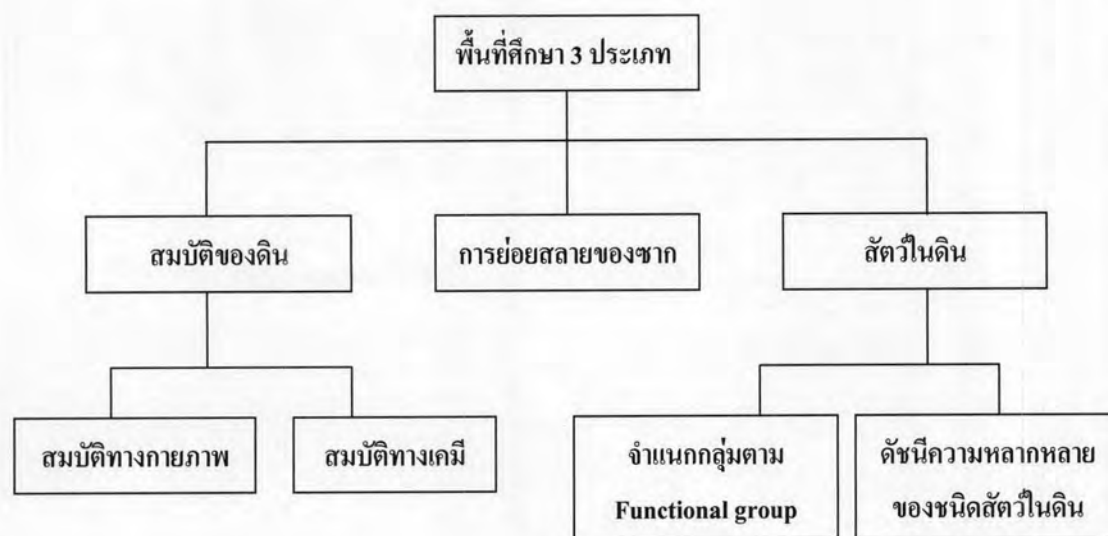 พื้นที่ศึกษา 3 ประเภท
สมบัติของดิน
การย่อยสลายของซาก
สัตว์ในดิน
สมบัติทางกายภาพ
สมบัติทางเคมี
จำแนกกลุ่มตาม
Functional group
ดัชนีความหลากหลาย
ของชนิดสัตว์ในดิน